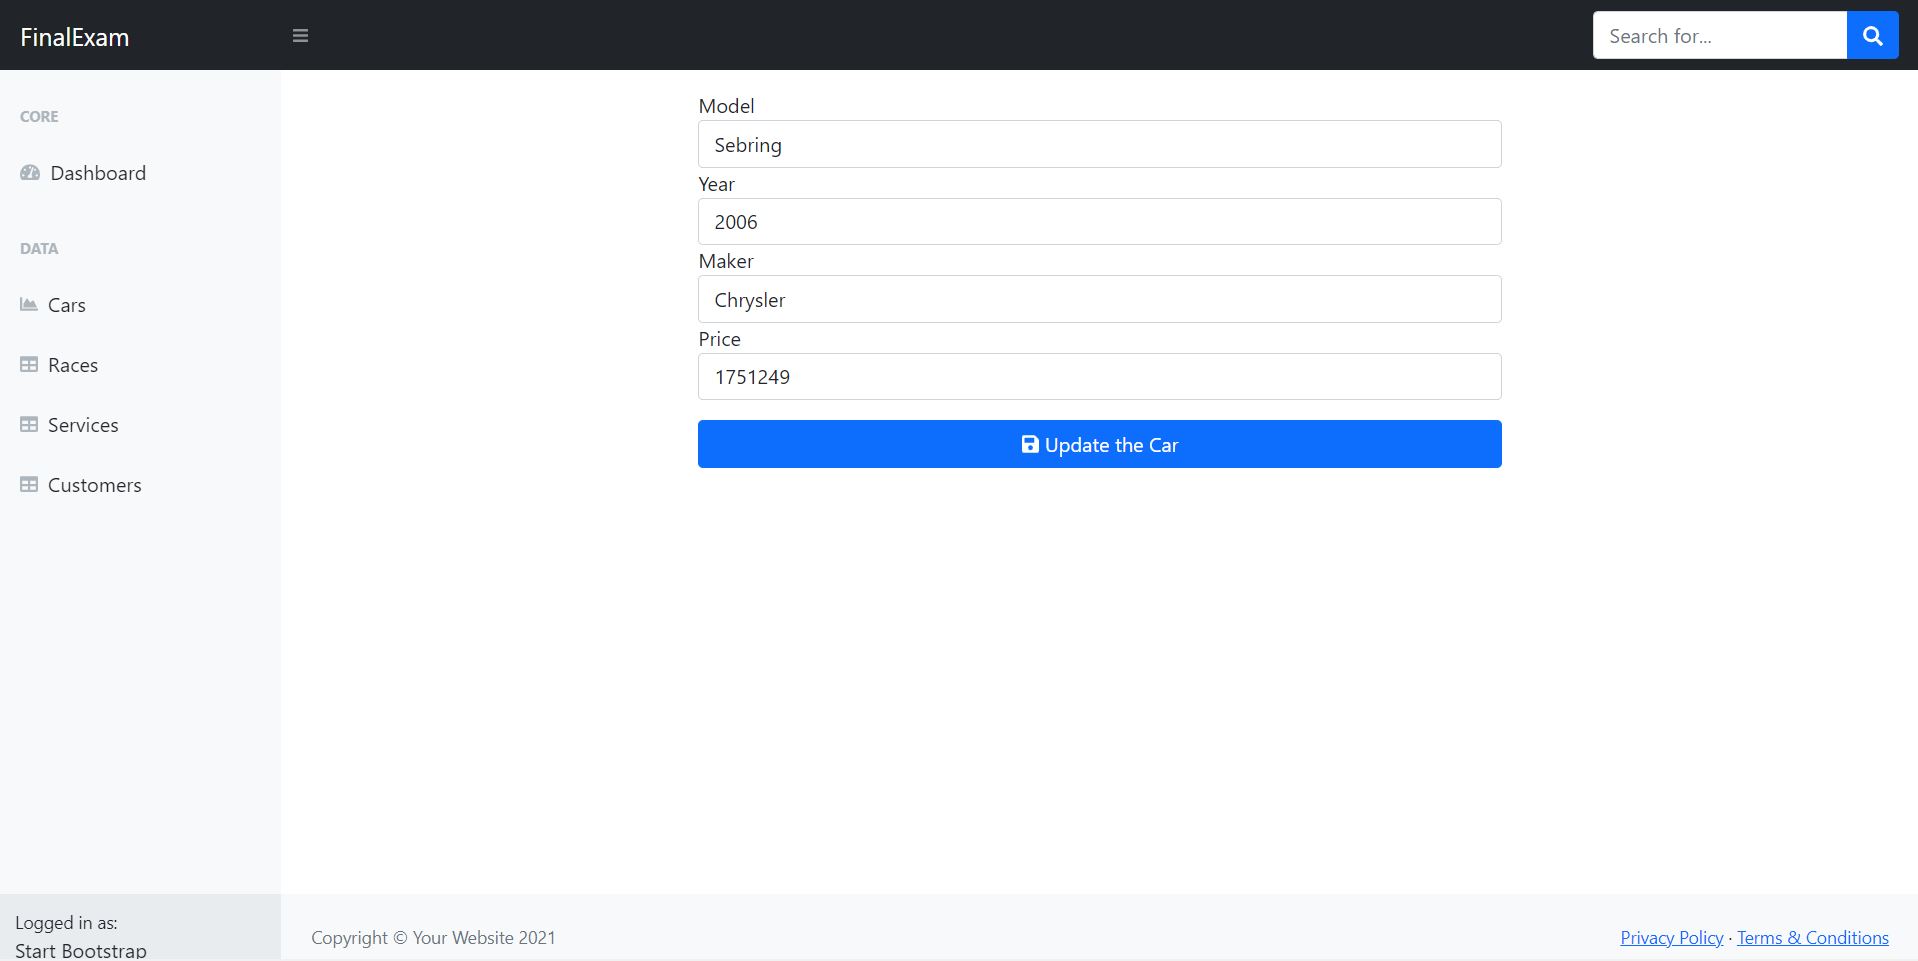 FinalExam
Search for...
CORE
Dashboard
DATA
Cars
Races
Services
Customers
Model
Sebring
Year
2006
Maker
Chrysler
Price
1751249
Update the Car
Logged in as:
Start Bootstrap
Copyright © Your Website 2021
Privacy Policy · Terms & Conditions